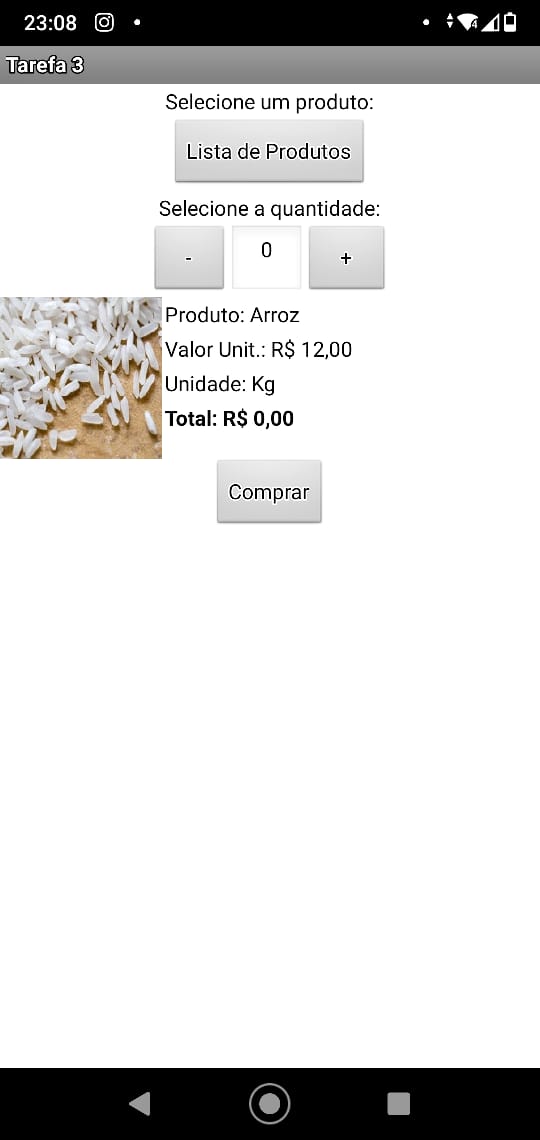 23:08
Tarefa 3
Selecione um produto:
Lista de Produtos
Selecione a quantidade:
- 0 +
Produto: Arroz
Valor Unit.: R$ 12,00
Unidade: Kg
Total: R$ 0,00
Comprar